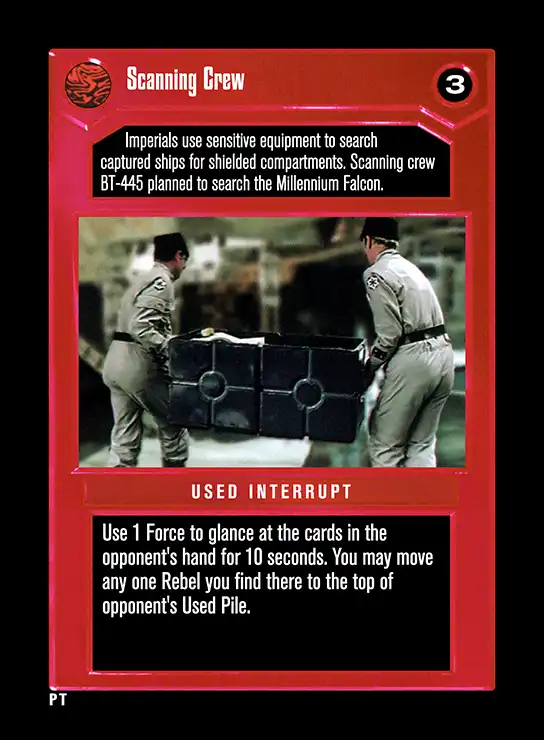 Scanning Crew
3
Imperials use sensitive equipment to search
captured ships for shielded compartments. Scanning crew
BT-445 planned to search the Millennium Falcon.
USED INTERRUPT
Use 1 Force to glance at the cards in the
opponent's hand for 10 seconds. You may move
any one Rebel you find there to the top of
opponent's Used Pile.
PT